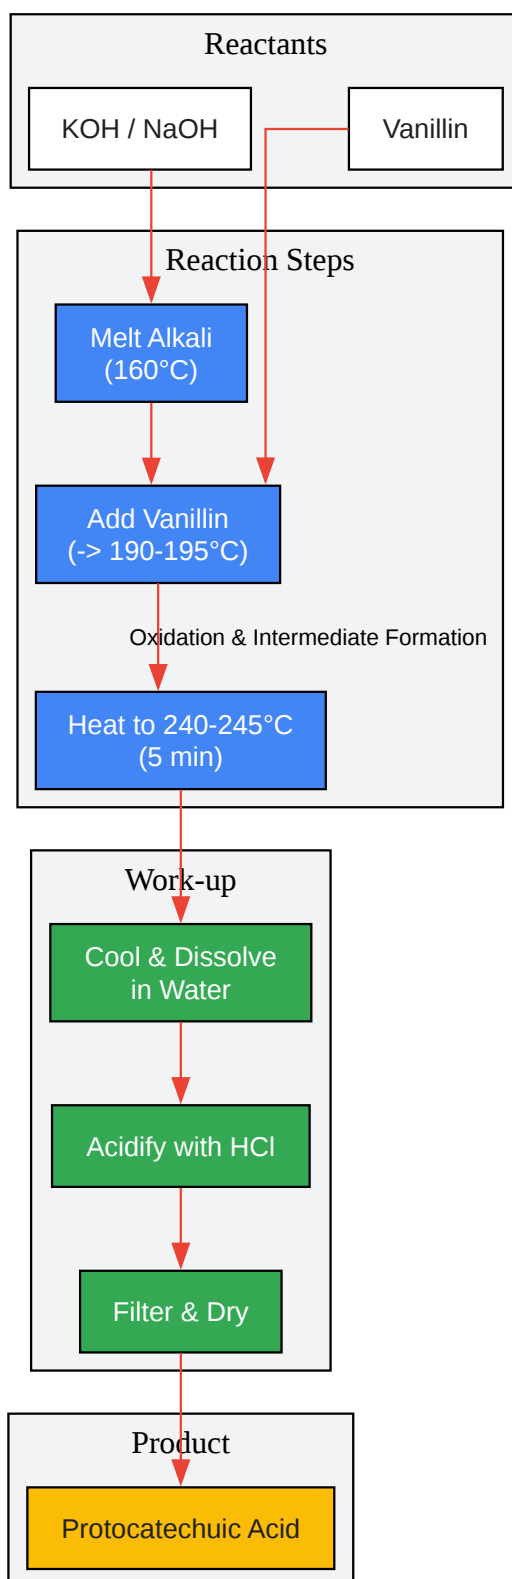 Reactants
KOH / NaOH
Vanillin
Reaction Steps
Melt Alkali
(160°C)
Add Vanillin
(-> 190-195°C)
Oxidation & Intermediate Formation
Heat to 240-245°C
(5 min)
Work-up
Cool & Dissolve
in Water
Acidify with HCl
Filter & Dry
Product
Protocatechuic Acid